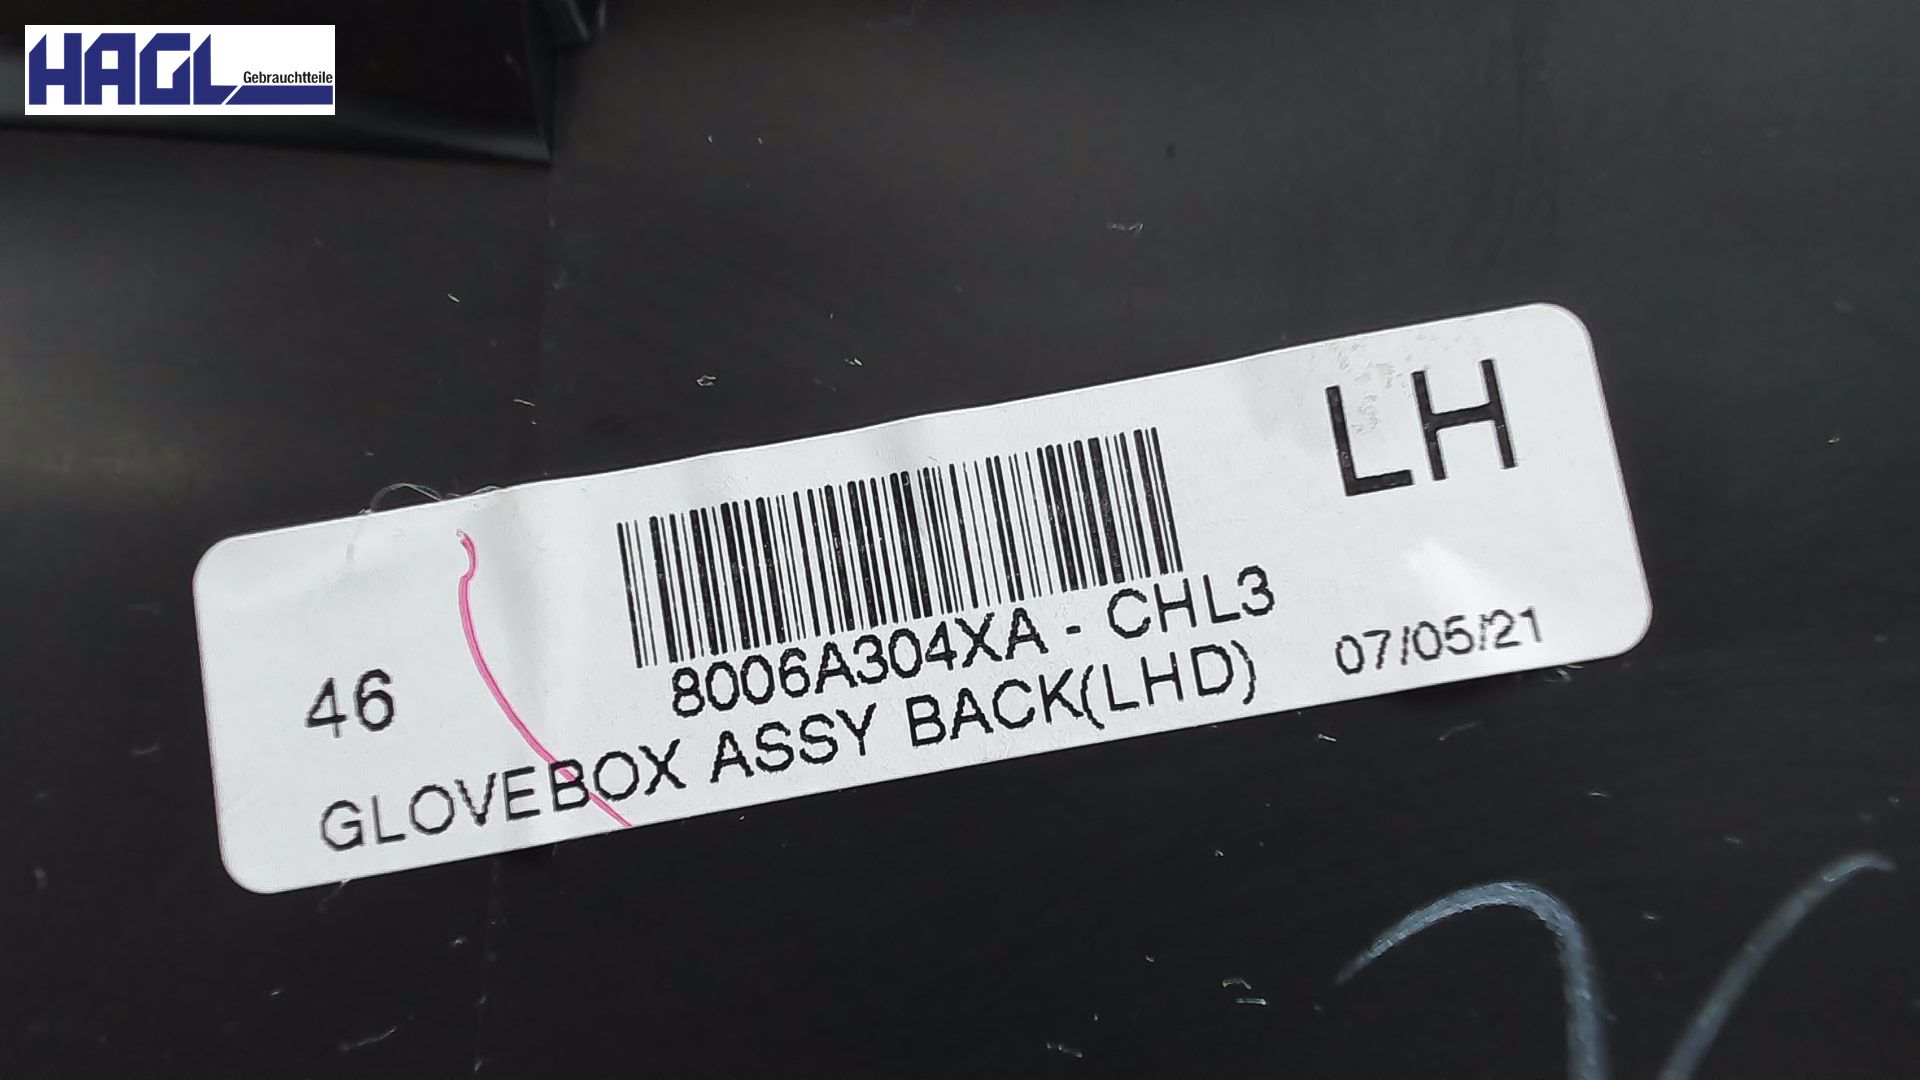 HAGL
Gebrauchtteile
LH
8006A304XA - CHL3
46
07/05/21
GLOVEBOX ASSY BACK(LHD)